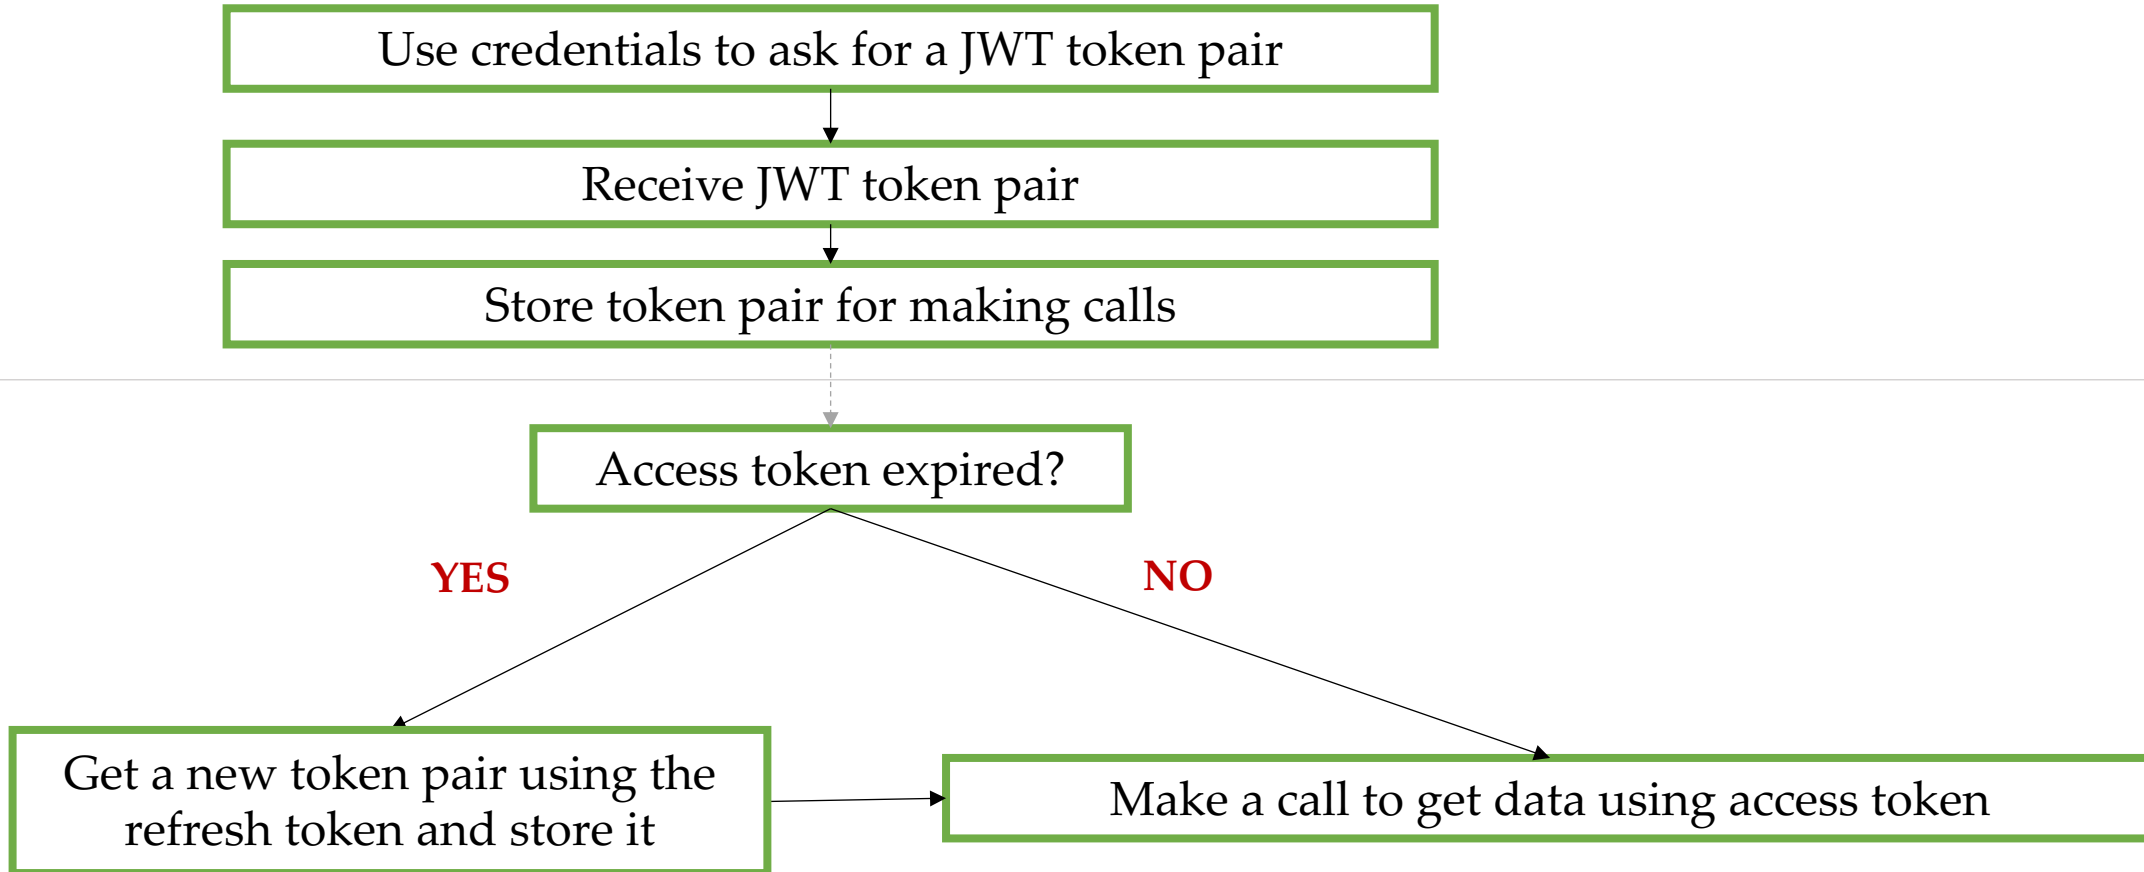 Use credentials to ask for a JWT token pair
Receive JWT token pair
Store token pair for making calls
Access token expired?
YES
NO
Get a new token pair using the
refresh token and store it
Make a call to get data using access token